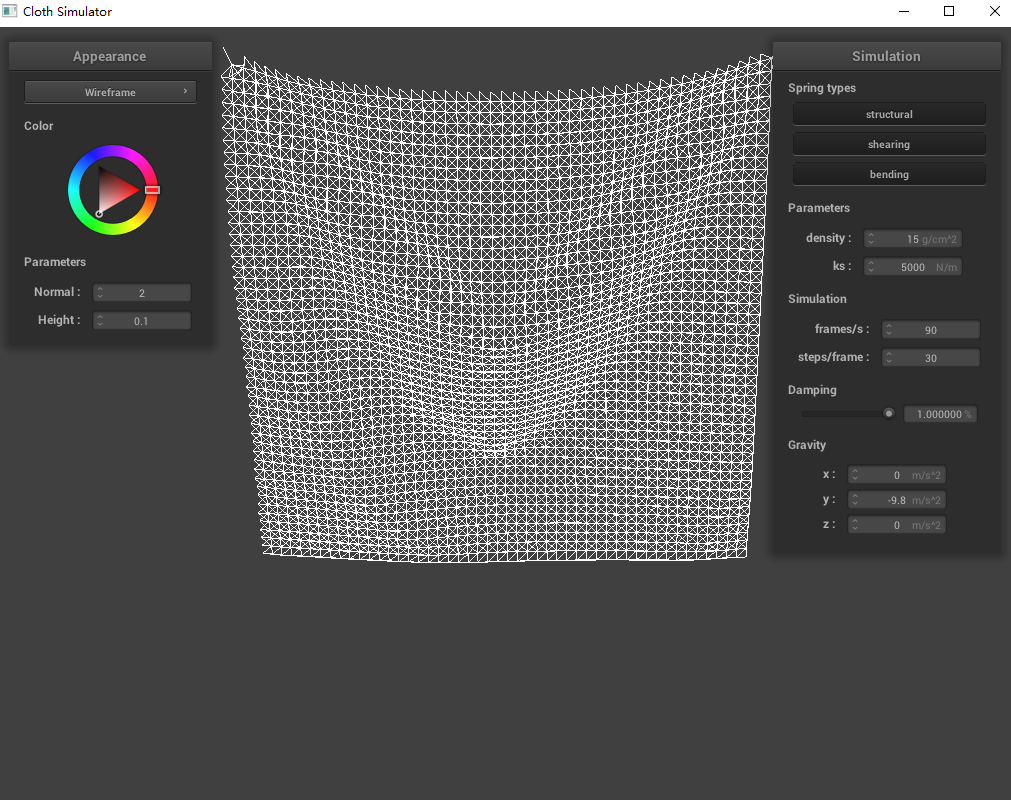 Cloth Simulator
Appearance
Wireframe
Color
Parameters
Normal : 2
Height : 0.1
Simulation
Spring types
structural
shearing
bending
Parameters
density : 15 g/cm^2
ks : 5000 N/m
Simulation
frames/s : 90
steps/frame : 30
Damping
1.000000 %
Gravity
x : 0 m/s^2
y : -9.8 m/s^2
z : 0 m/s^2